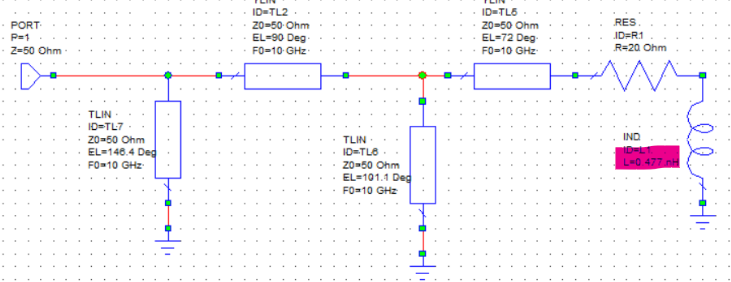 PORT
P=1
Z=50 Ohm
TLIN
ID=TL2
Z0=50 Ohm
EL=90 Deg
F0=10 GHz
TLIN
ID=TL5
Z0=50 Ohm
EL=72 Deg
F0=10 GHz
RES
ID=R1
R=20 Ohm
TLIN
ID=TL7
Z0=50 Ohm
EL=146.4 Deg
F0=10 GHz
TLIN
ID=TL6
Z0=50 Ohm
EL=101.1 Deg
F0=10 GHz
IND
ID=L1
L=0.477 nH